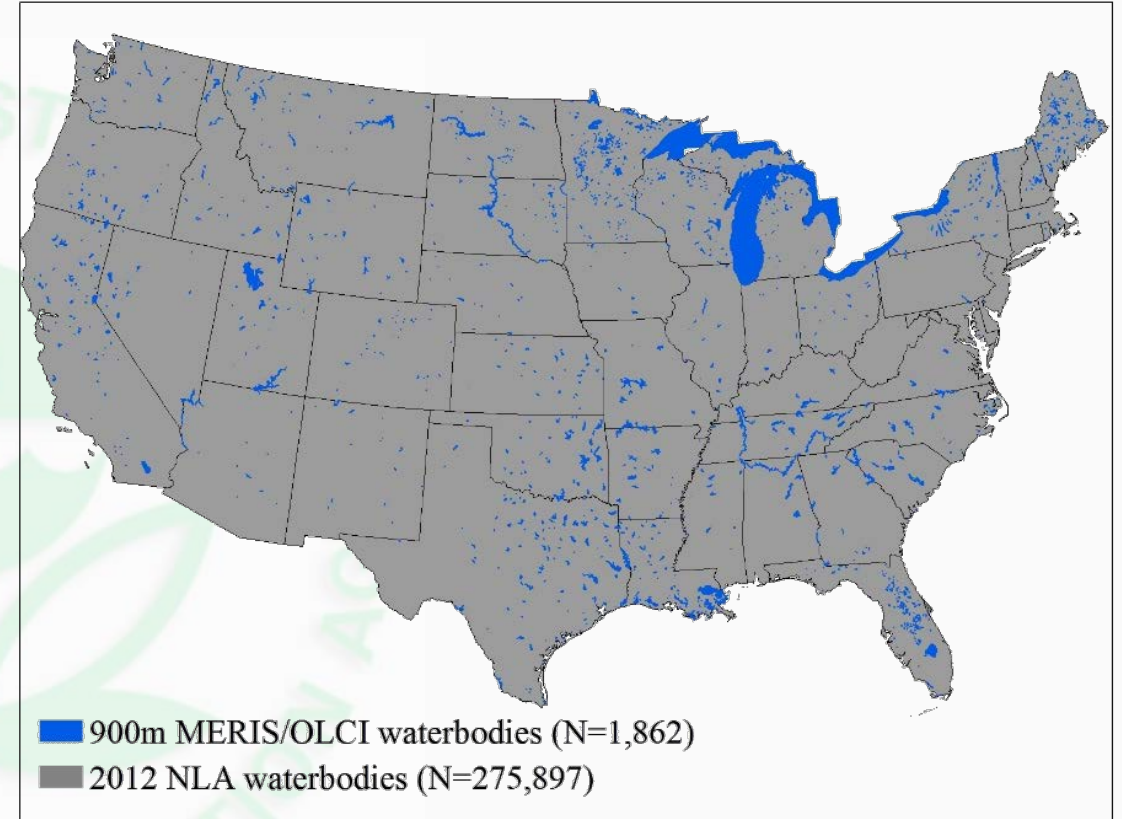 900m MERIS/OLCI waterbodies (N=1,862)
2012 NLA waterbodies (N=275,897)